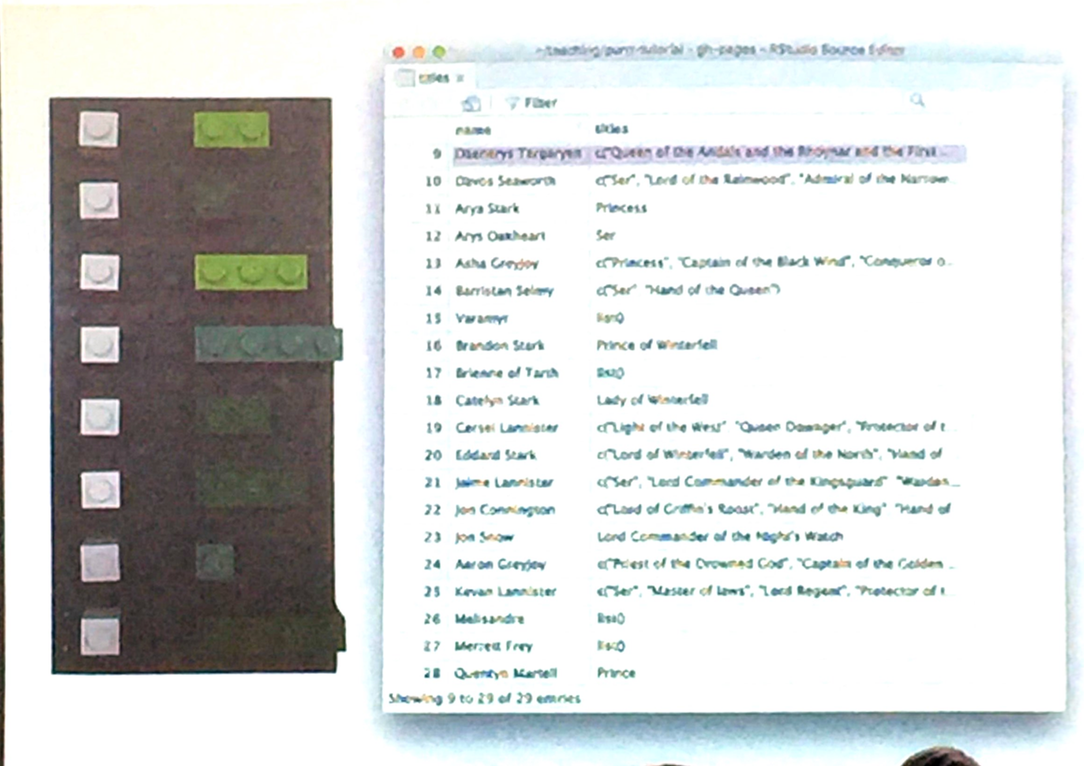 ~/teaching/purrr-tutorial - gh-pages - RStudio Source Editor
titles ×
Filter
name titles
9 Daenerys Targaryen c("Queen of the Andals and the Rhoynar and the First ...
10 Davos Seaworth c("Ser", "Lord of the Rainwood", "Admiral of the Narrow...
11 Arya Stark Princess
12 Arys Oakheart Ser
13 Asha Greyjoy c("Princess", "Captain of the Black Wind", "Conqueror o...
14 Barristan Selmy c("Ser" "Hand of the Queen")
15 Varamyr list()
16 Brandon Stark Prince of Winterfell
17 Brienne of Tarth list()
18 Catelyn Stark Lady of Winterfell
19 Cersei Lannister c("Light of the West" "Queen Dowager", "Protector of t...
20 Eddard Stark c("Lord of Winterfell", "Warden of the North", "Hand of
21 Jaime Lannister c("Ser", "Lord Commander of the Kingsguard" "Warden...
22 Jon Connington c("Lord of Griffin's Roost", "Hand of the King" "Hand of
23 Jon Snow Lord Commander of the Night's Watch
24 Aeron Greyjoy c("Priest of the Drowned God", "Captain of the Golden ...
25 Kevan Lannister c("Ser", "Master of laws", "Lord Regent", "Protector of t...
26 Melisandre list()
27 Merrett Frey list()
28 Quentyn Martell Prince
Showing 9 to 29 of 29 entries